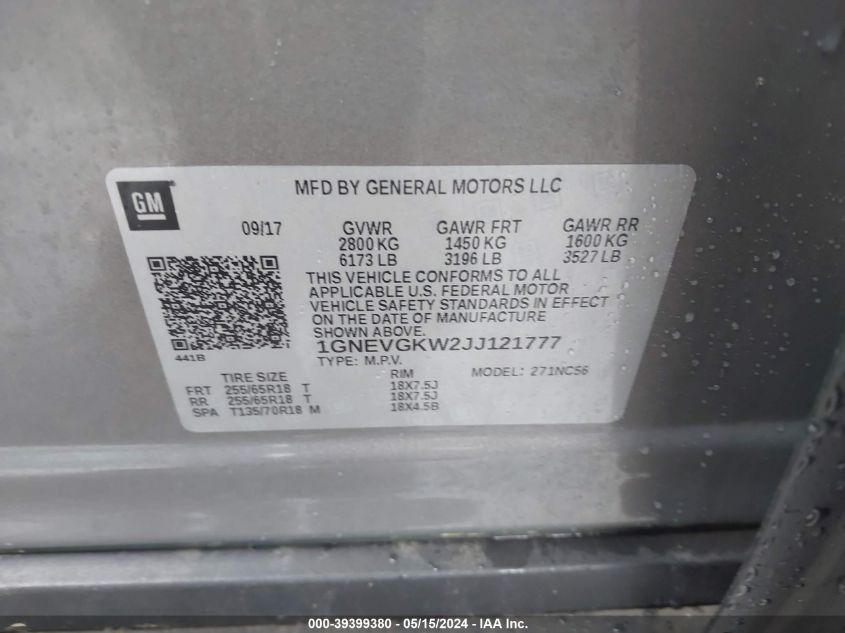 GM
MFD BY GENERAL MOTORS LLC
09/17 GVWR GAWR FRT GAWR RR
2800 KG 1450 KG 1600 KG
6173 LB 3196 LB 3527 LB
THIS VEHICLE CONFORMS TO ALL
APPLICABLE U.S. FEDERAL MOTOR
VEHICLE SAFETY STANDARDS IN EFFECT
ON THE DATE OF MANUFACTURE
SHOWN ABOVE.
441B
1GNEVGKW2JJ121777
TYPE: M.P.V.
TIRE SIZE RIM MODEL: 271NC56
FRT 255/65R18 T 18X7.5J
RR 255/65R18 T 18X7.5J
SPA T135/70R18 M 18X4.5B
000-39399380 - 05/15/2024 - IAA Inc.